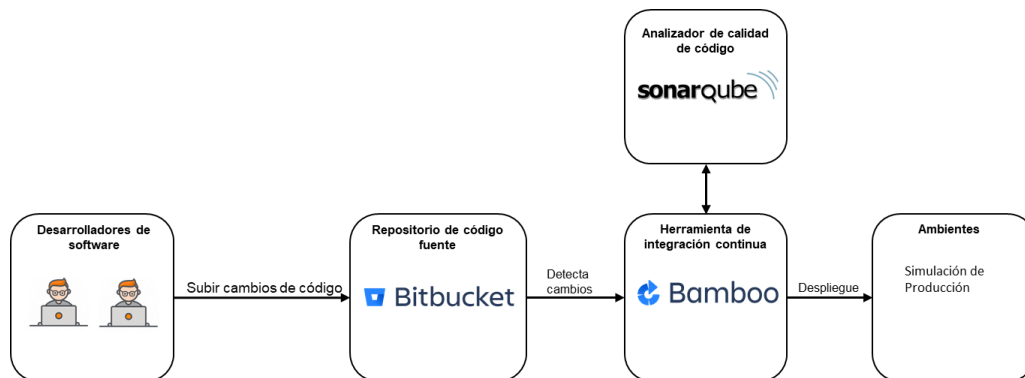 Analizador de calidad
de código
sonarqube
Desarrolladores de
software
Subir cambios de código
Repositorio de código
fuente
Bitbucket
Detecta
cambios
Herramienta de
integración continua
Bamboo
Despliegue
Ambientes
Simulación de
Producción